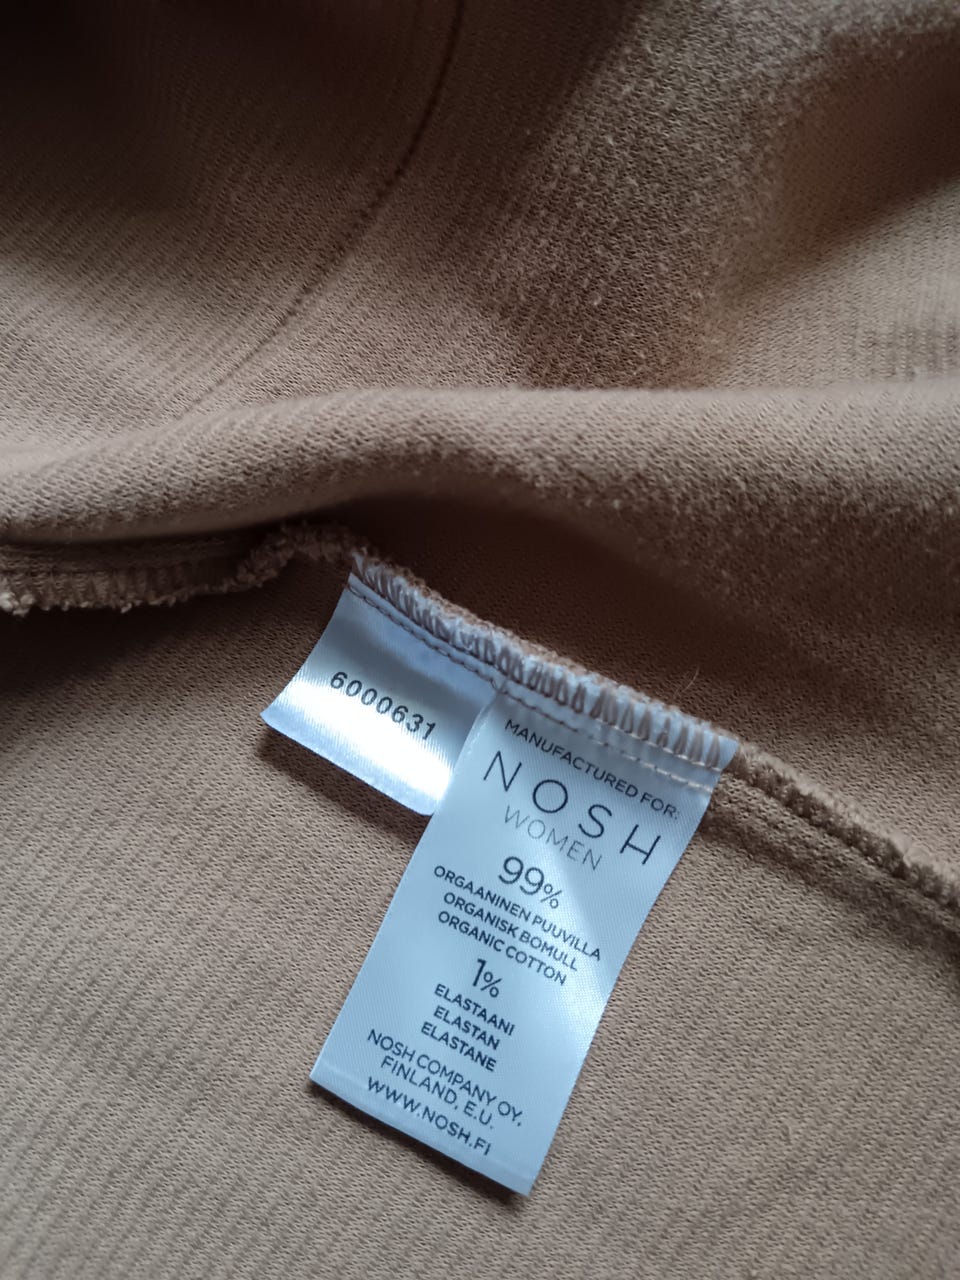 6000631
MANUFACTURED FOR:
NOSH
WOMEN
99%
ORGAANINEN PUUVILLA
ORGANISK BOMULL
ORGANIC COTTON
1%
ELASTAANI
ELASTAN
ELASTANE
NOSH COMPANY OY,
FINLAND, E.U.
WWW.NOSH.FI